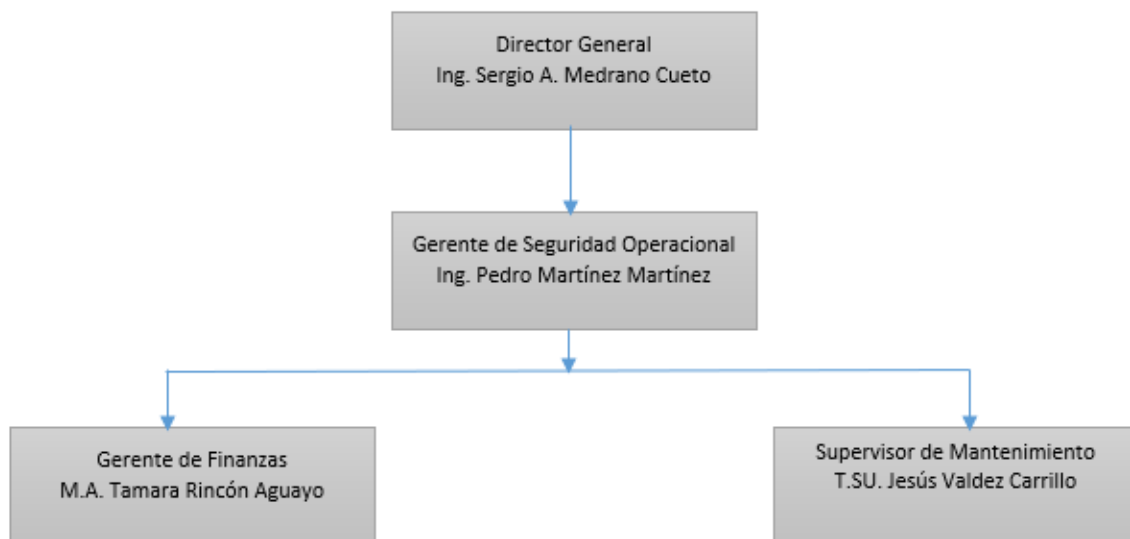 Director General
Ing. Sergio A. Medrano Cueto
Gerente de Seguridad Operacional
Ing. Pedro Martínez Martínez
Gerente de Finanzas
M.A. Tamara Rincón Aguayo
Supervisor de Mantenimiento
T.SU. Jesús Valdez Carrillo